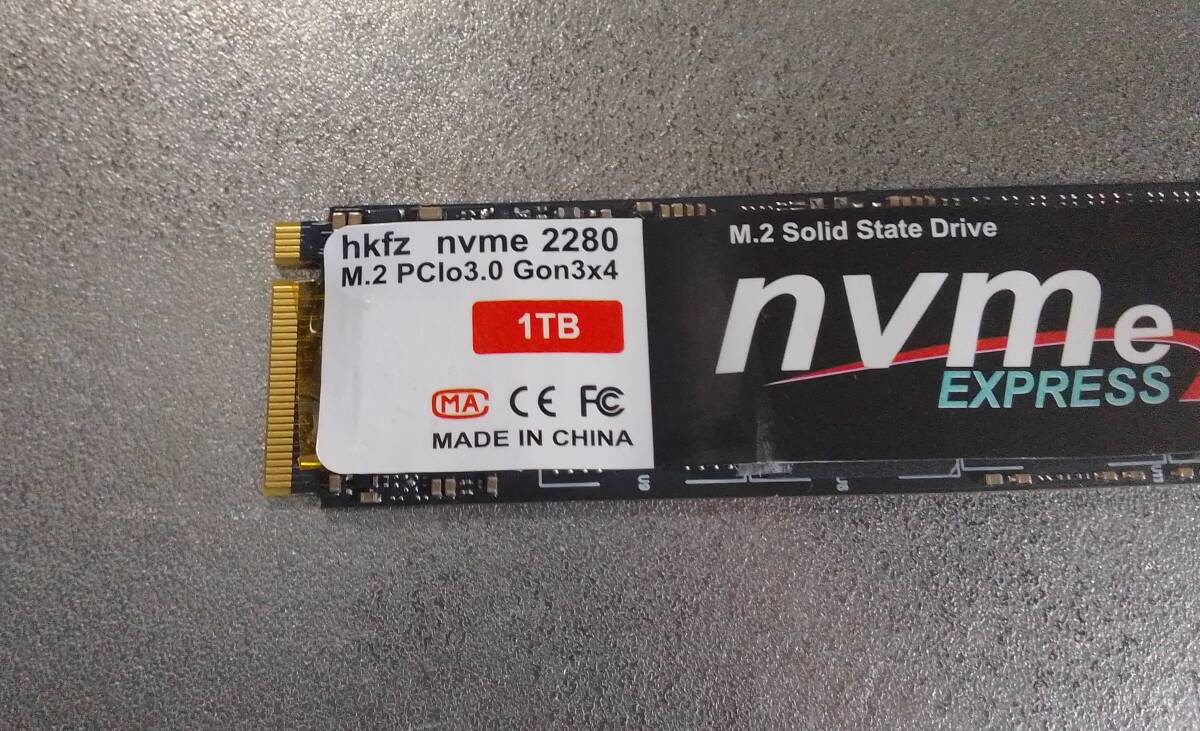 hkfz nvme 2280
M.2 PCIo3.0 Gon3x4
1TB
MA CE FC
MADE IN CHINA
M.2 Solid State Drive
nvme
EXPRESS